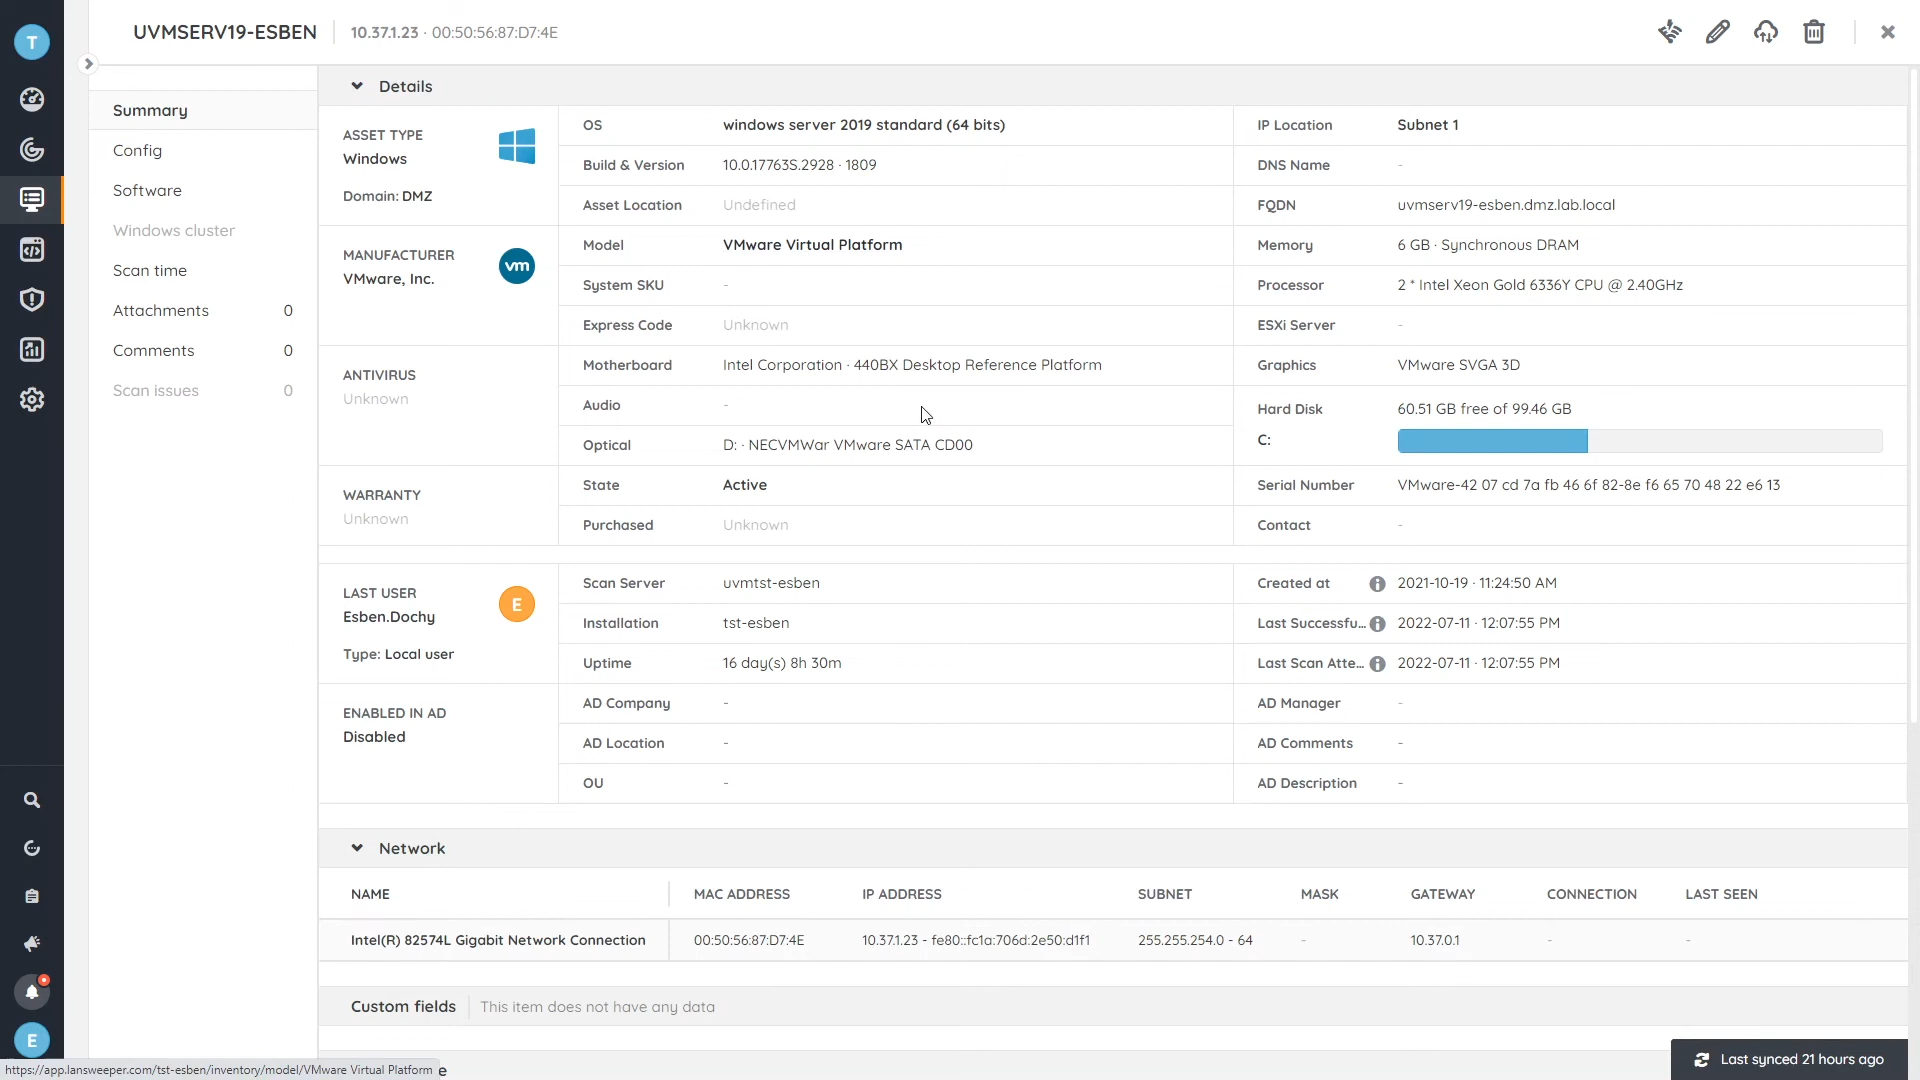 T
UVMSERV19-ESBEN
10.37.1.23 · 00:50:56:87:D7:4E
Summary
Config
Software
Windows cluster
Scan time
Attachments 0
Comments 0
Scan issues 0
Details
ASSET TYPE
Windows
Domain: DMZ
OS windows server 2019 standard (64 bits)
Build & Version 10.0.17763S.2928 · 1809
Asset Location Undefined
IP Location Subnet 1
DNS Name -
FQDN uvmserv19-esben.dmz.lab.local
MANUFACTURER
VMware, Inc.
vm
Model VMware Virtual Platform
System SKU -
Express Code Unknown
Memory 6 GB · Synchronous DRAM
Processor 2 * Intel Xeon Gold 6336Y CPU @ 2.40GHz
ESXi Server -
ANTIVIRUS
Unknown
Motherboard Intel Corporation · 440BX Desktop Reference Platform
Audio -
Optical D: · NECVMWar VMware SATA CD00
Graphics VMware SVGA 3D
Hard Disk 60.51 GB free of 99.46 GB
C:
WARRANTY
Unknown
State Active
Purchased Unknown
Serial Number VMware-42 07 cd 7a fb 46 6f 82-8e f6 65 70 48 22 e6 13
Contact -
LAST USER
Esben.Dochy
Type: Local user
E
Scan Server uvmtst-esben
Installation tst-esben
Uptime 16 day(s) 8h 30m
Created at 2021-10-19 · 11:24:50 AM
Last Successfu... 2022-07-11 · 12:07:55 PM
Last Scan Atte... 2022-07-11 · 12:07:55 PM
ENABLED IN AD
Disabled
AD Company -
AD Location -
OU -
AD Manager -
AD Comments -
AD Description -
Network
NAME MAC ADDRESS IP ADDRESS SUBNET MASK GATEWAY CONNECTION LAST SEEN
Intel(R) 82574L Gigabit Network Connection 00:50:56:87:D7:4E 10.37.1.23 - fe80::fc1a:706d:2e50:d1f1 255.255.254.0 - 64 - 10.37.0.1 - -
Custom fields This item does not have any data
E
https://app.lansweeper.com/tst-esben/inventory/model/VMware Virtual Platform
e
Last synced 21 hours ago